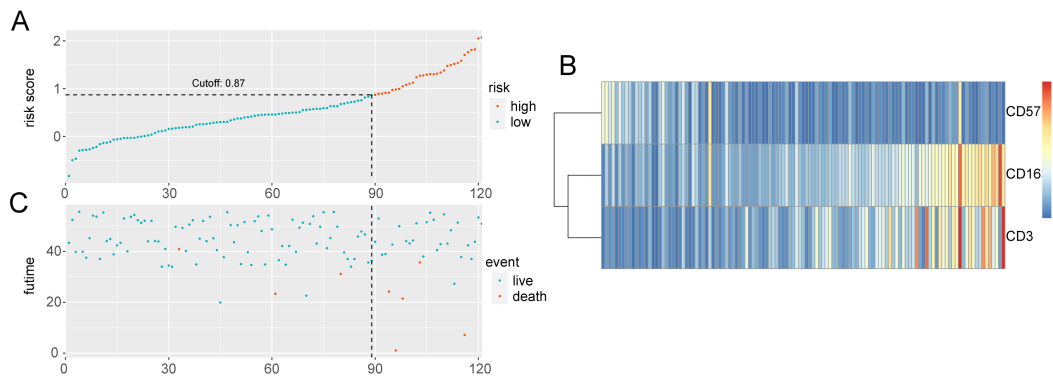 A
2
1
0
risk score
Cutoff: 0.87
0
30
60
90
120
risk
high
low
B
CD57
CD16
CD3
C
40
20
0
futime
0
30
60
90
120
event
live
death